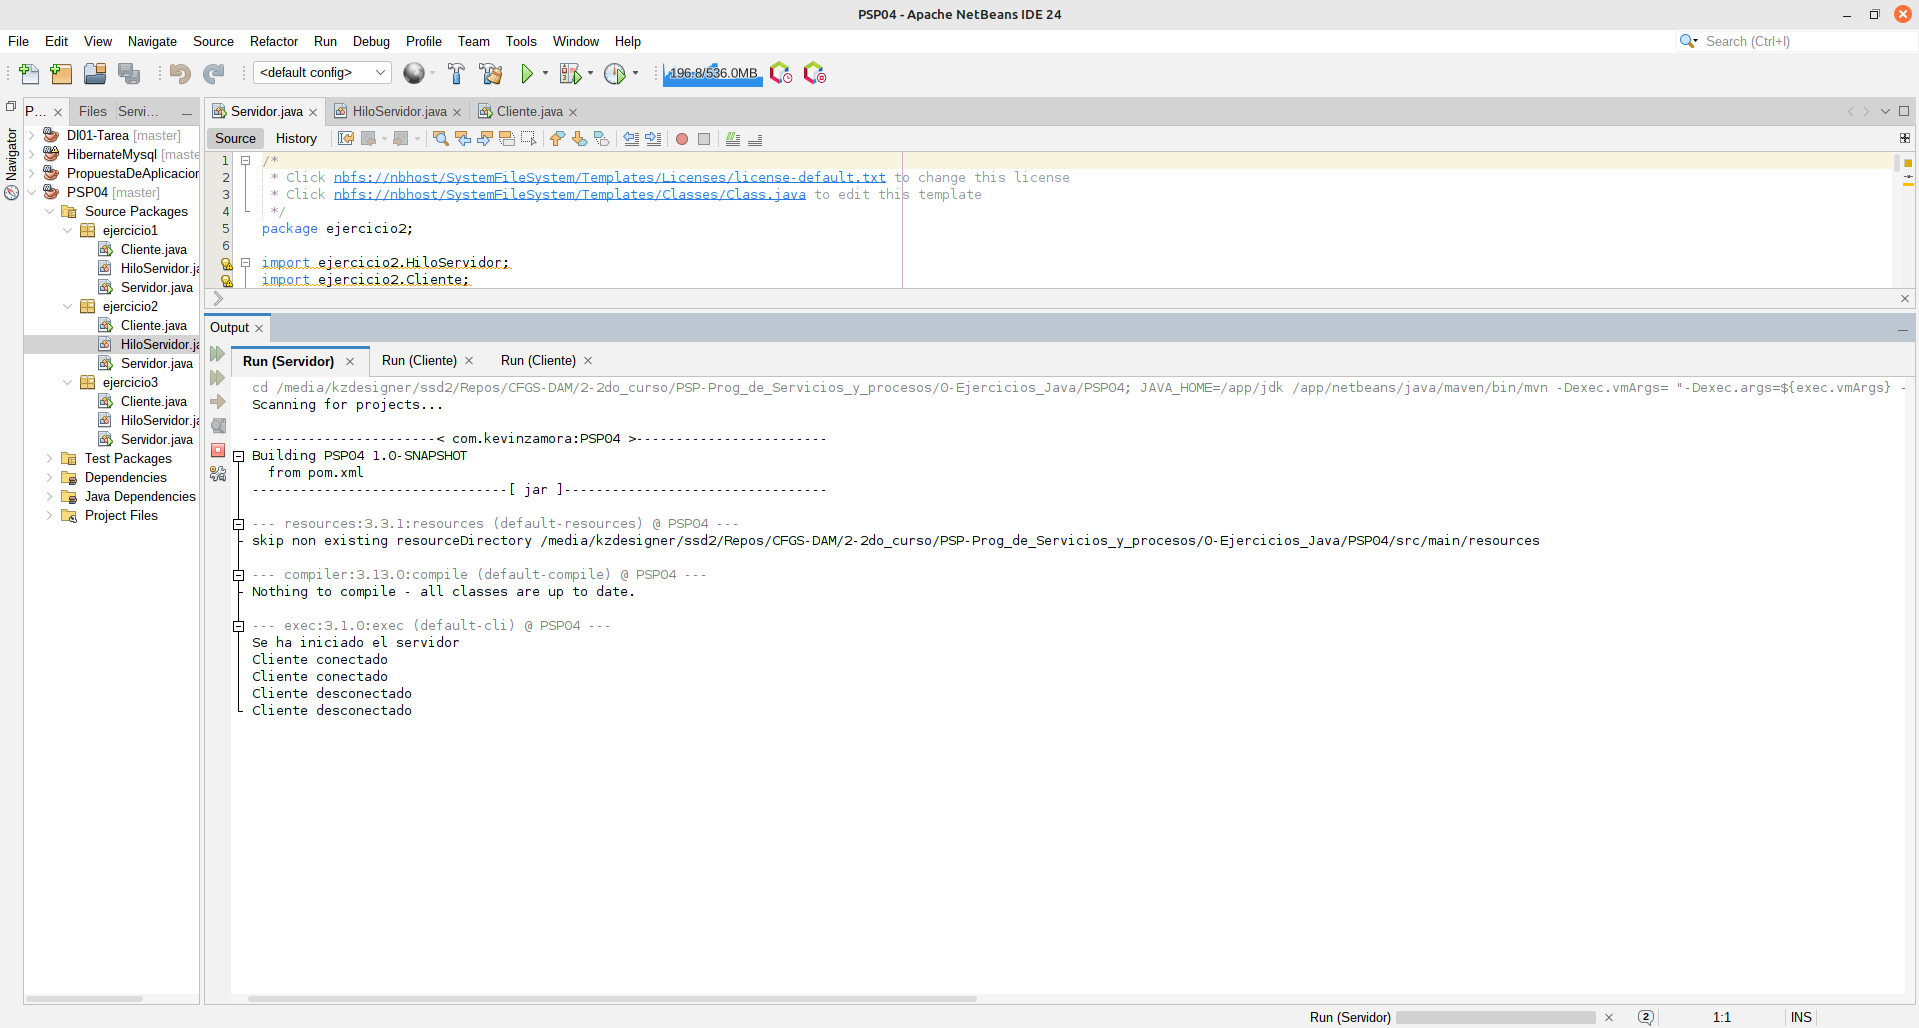 PSP04 - Apache NetBeans IDE 24
File Edit View Navigate Source Refactor Run Debug Profile Team Tools Window Help
Search (Ctrl+I)
<default config>
196.8/536.0MB
P... Files Servi...
Navigator
DI01-Tarea [master]
HibernateMysql [maste
PropuestaDeAplicacion
PSP04 [master]
Source Packages
ejercicio1
Cliente.java
HiloServidor.ja
Servidor.java
ejercicio2
Cliente.java
HiloServidor.ja
Servidor.java
ejercicio3
Cliente.java
HiloServidor.ja
Servidor.java
Test Packages
Dependencies
Java Dependencies
Project Files
Servidor.java HiloServidor.java Cliente.java
Source History
1 /*
2 * Click nbfs://nbhost/SystemFileSystem/Templates/Licenses/license-default.txt to change this license
3 * Click nbfs://nbhost/SystemFileSystem/Templates/Classes/Class.java to edit this template
4 */
5 package ejercicio2;
6
import ejercicio2.HiloServidor;
import ejercicio2.Cliente;
Output
Run (Servidor) Run (Cliente) Run (Cliente)
cd /media/kzdesigner/ssd2/Repos/CFGS-DAM/2-2do_curso/PSP-Prog_de_Servicios_y_procesos/0-Ejercicios_Java/PSP04; JAVA_HOME=/app/jdk /app/netbeans/java/maven/bin/mvn -Dexec.vmArgs= "-Dexec.args=${exec.vmArgs} -
Scanning for projects...
-----------------------< com.kevinzamora:PSP04 >------------------------
Building PSP04 1.0-SNAPSHOT
from pom.xml
--------------------------------[ jar ]---------------------------------
--- resources:3.3.1:resources (default-resources) @ PSP04 ---
skip non existing resourceDirectory /media/kzdesigner/ssd2/Repos/CFGS-DAM/2-2do_curso/PSP-Prog_de_Servicios_y_procesos/0-Ejercicios_Java/PSP04/src/main/resources
--- compiler:3.13.0:compile (default-compile) @ PSP04 ---
Nothing to compile - all classes are up to date.
--- exec:3.1.0:exec (default-cli) @ PSP04 ---
Se ha iniciado el servidor
Cliente conectado
Cliente conectado
Cliente desconectado
Cliente desconectado
Run (Servidor) 2 1:1 INS